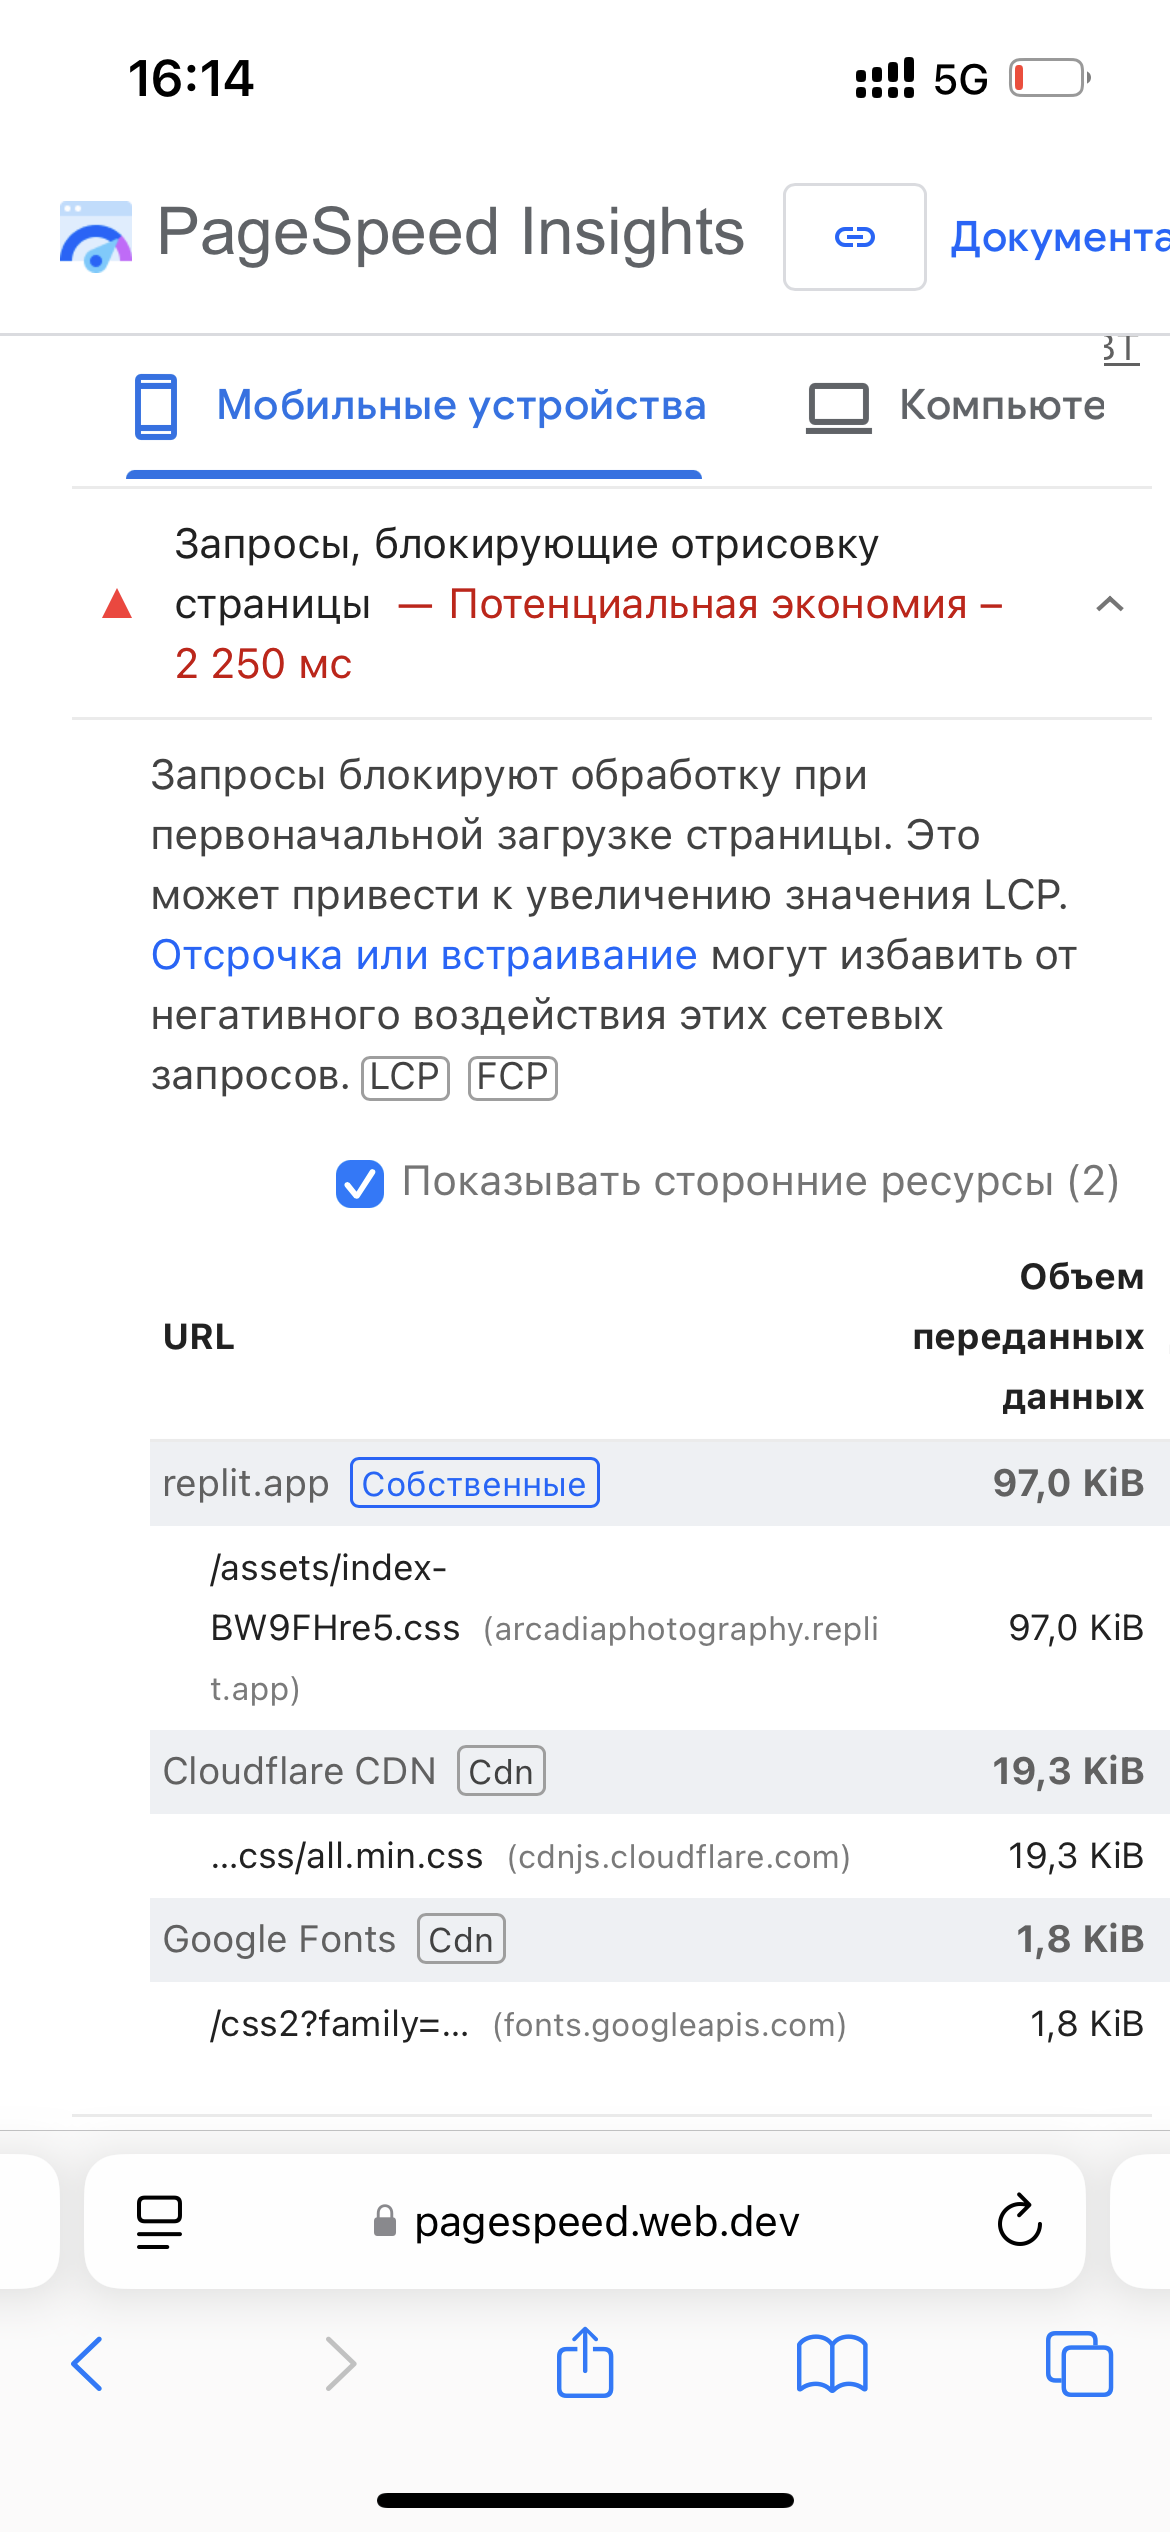 16:14
5G
PageSpeed Insights
Документа
Мобильные устройства
Компьюте
Запросы, блокирующие отрисовку
страницы — Потенциальная экономия –
2 250 мс
Запросы блокируют обработку при
первоначальной загрузке страницы. Это
может привести к увеличению значения LCP.
Отсрочка или встраивание могут избавить от
негативного воздействия этих сетевых
запросов. LCP FCP
Показывать сторонние ресурсы (2)
URL
Объем
переданных
данных
replit.app Собственные 97,0 KiB
/assets/index-
BW9FHre5.css (arcadiaphotography.repli 97,0 KiB
t.app)
Cloudflare CDN Cdn 19,3 KiB
…css/all.min.css (cdnjs.cloudflare.com) 19,3 KiB
Google Fonts Cdn 1,8 KiB
/css2?family=… (fonts.googleapis.com) 1,8 KiB
pagespeed.web.dev